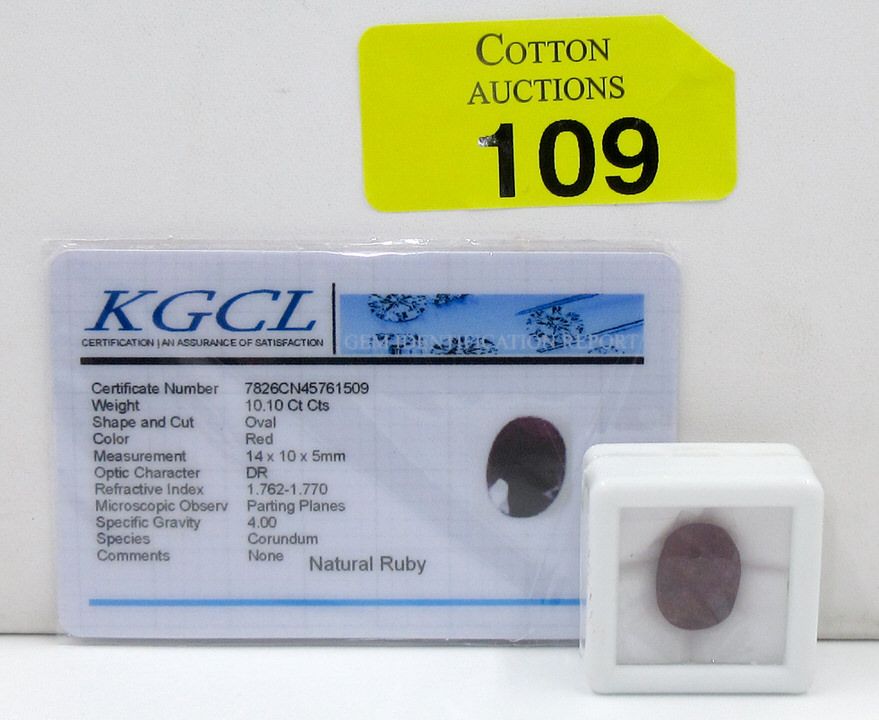 COTTON
AUCTIONS
109
KGCL
CERTIFICATION | AN ASSURANCE OF SATISFACTION
GEM IDENTIFICATION REPORT
Certificate Number 7826CN45761509
Weight 10.10 Ct Cts
Shape and Cut Oval
Color Red
Measurement 14 x 10 x 5mm
Optic Character DR
Refractive Index 1.762-1.770
Microscopic Observ Parting Planes
Specific Gravity 4.00
Species Corundum
Comments None
Natural Ruby